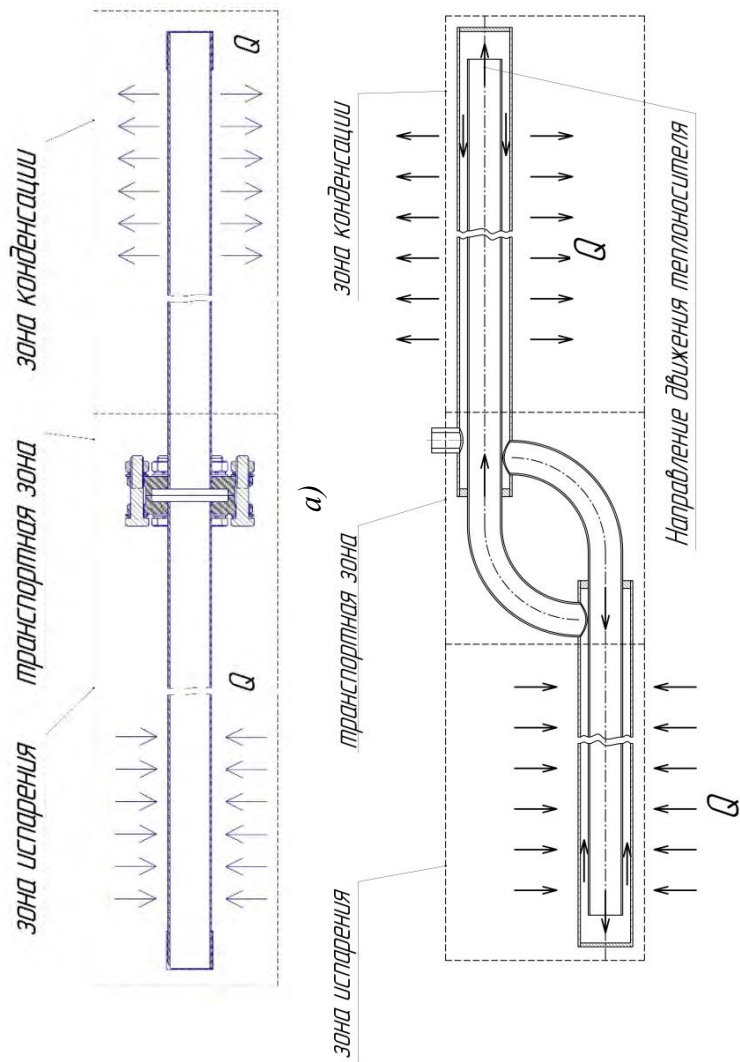 зона испарения
транспортная зона
зона конденсации
Q
Q
а)
зона испарения
транспортная зона
зона конденсации
Q
Q
Направление движения теплоносителя